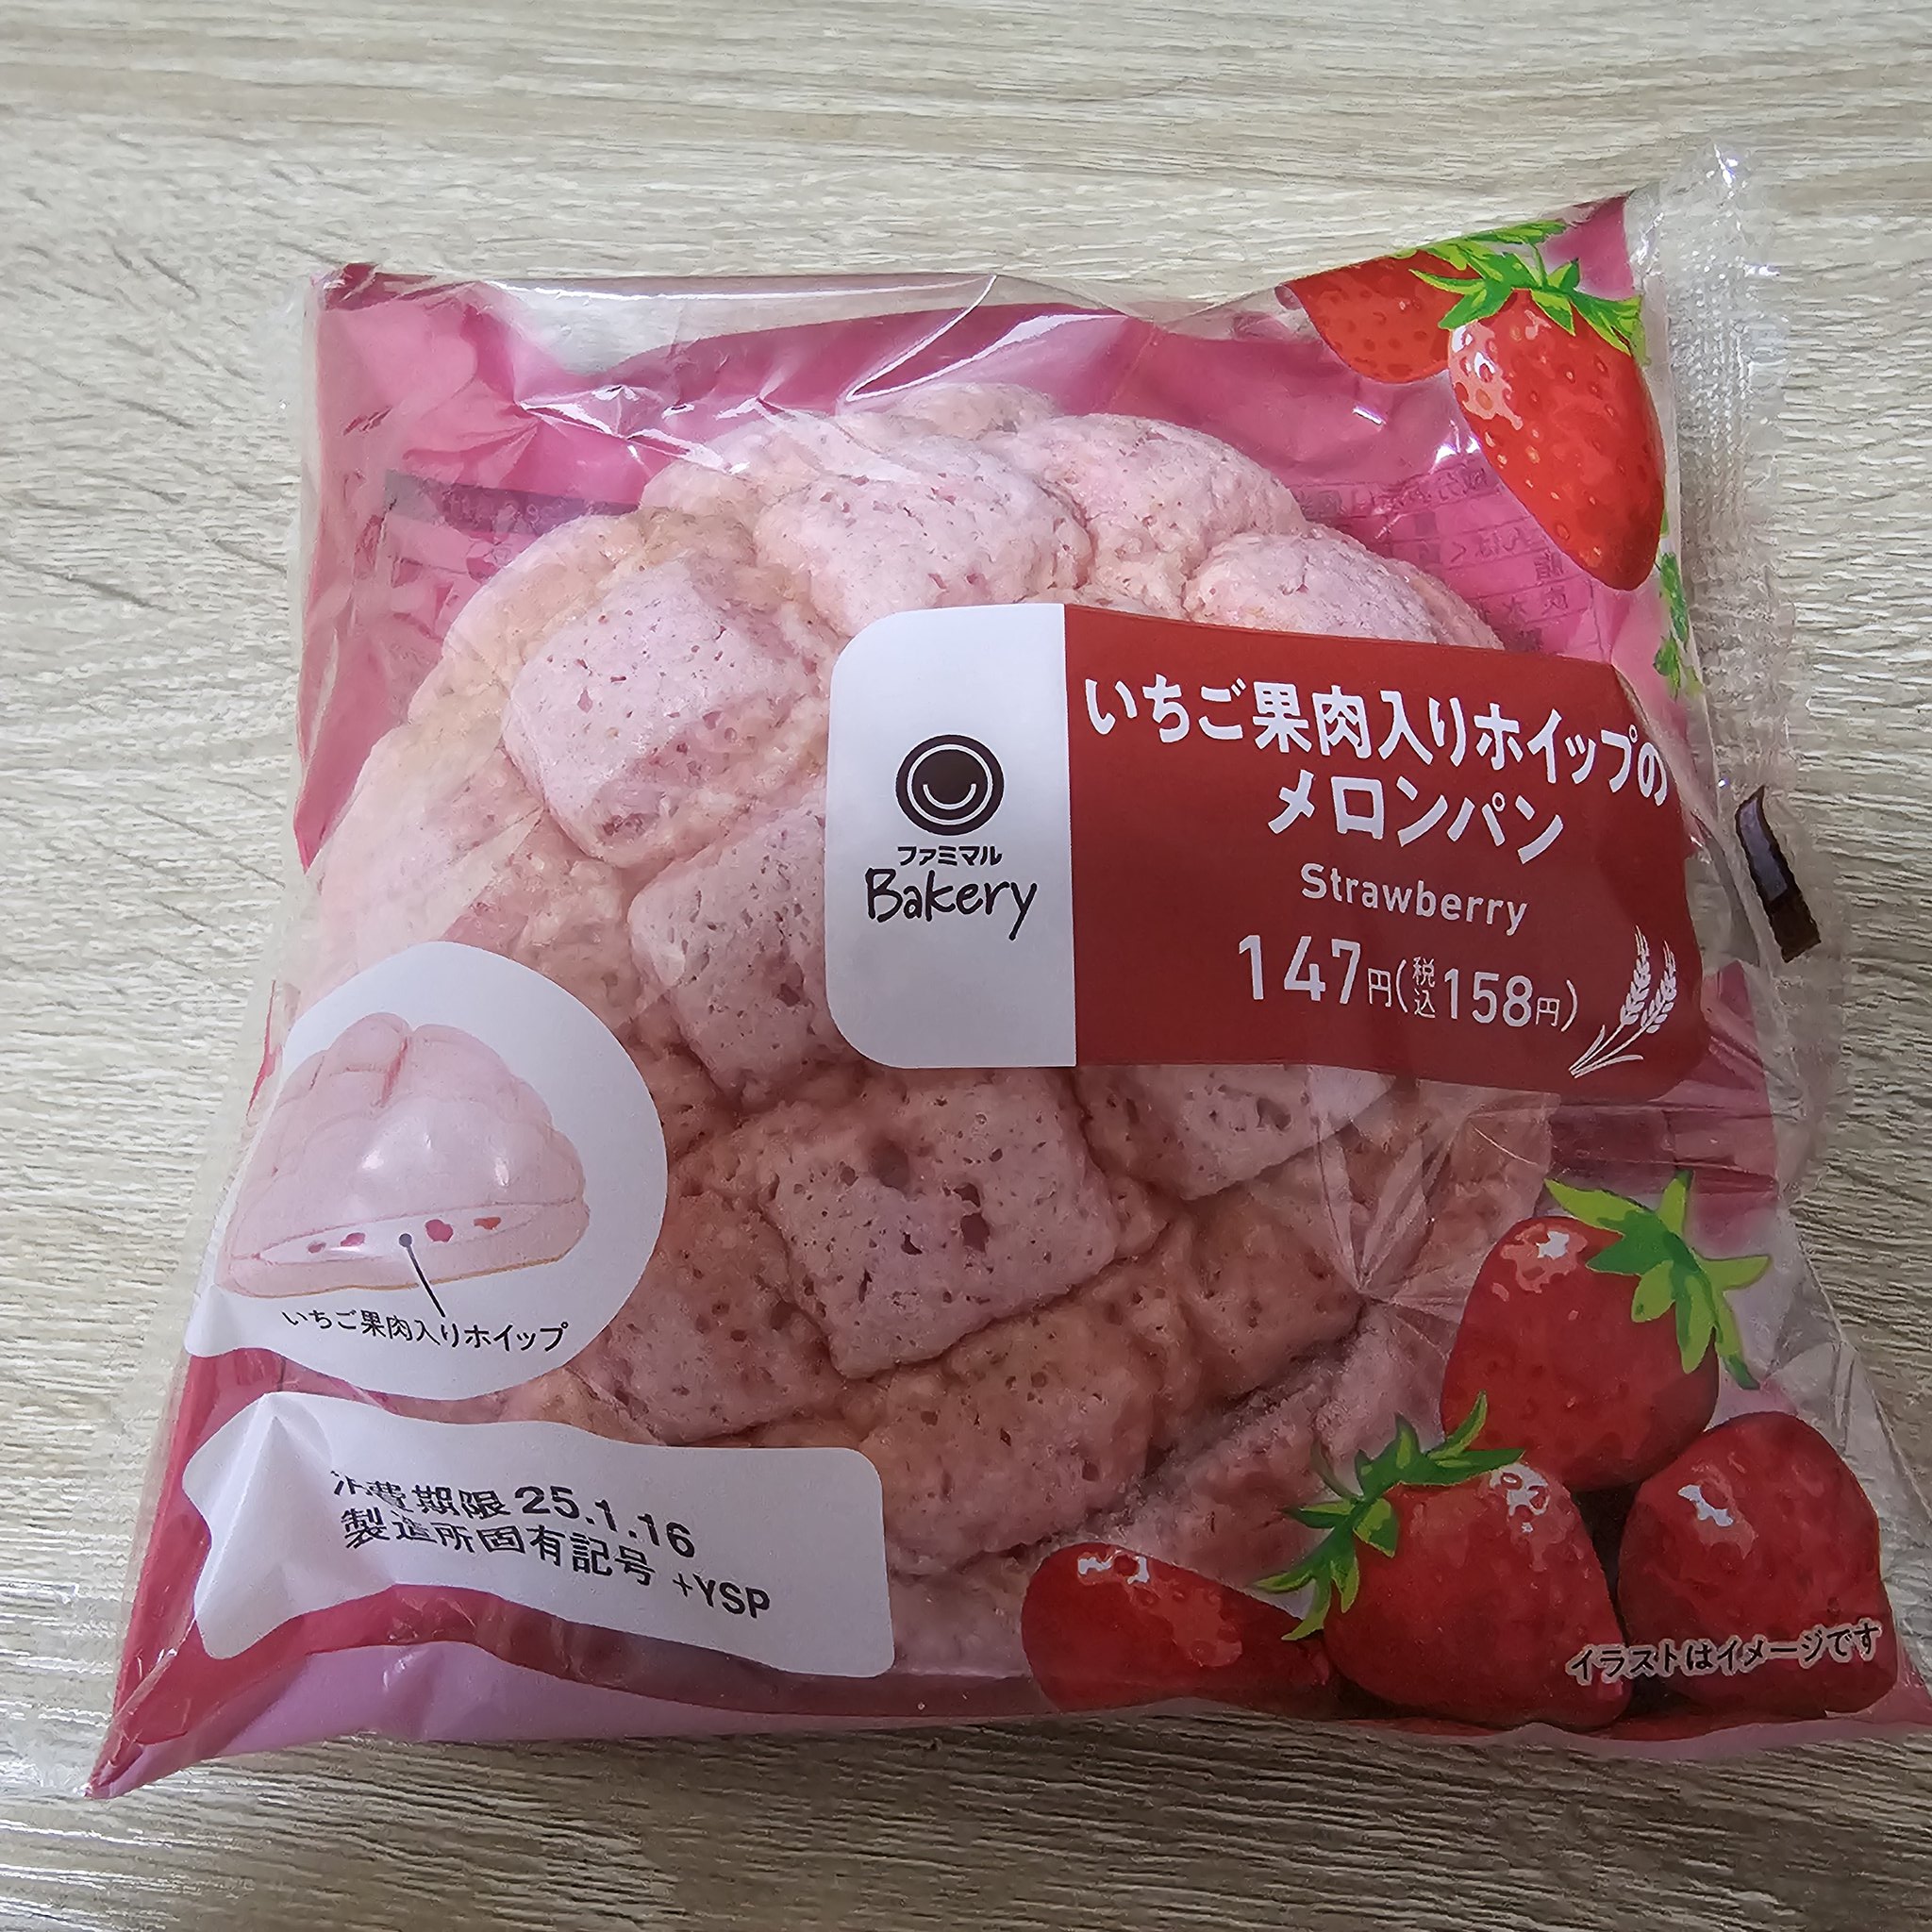 いちご果肉入りホイップの
メロンパン
Strawberry
147円(税込158円)
ファミマル
Bakery
いちご果肉入りホイップ
消費期限 25.1.16
製造所固有記号 +YSP
イラストはイメージです